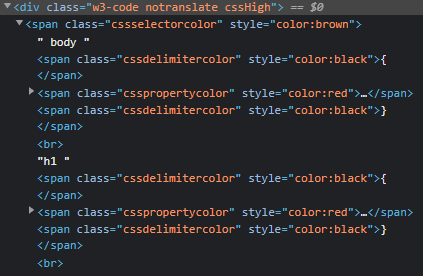 ▼<div class="w3-code notranslate cssHigh"> == $0
▼<span class="cssselectorcolor" style="color:brown">
" body "
<span class="cssdelimitercolor" style="color:black">{
</span>
▶<span class="csspropertycolor" style="color:red">…</span>
<span class="cssdelimitercolor" style="color:black">}
</span>
<br>
"h1 "
<span class="cssdelimitercolor" style="color:black">{
</span>
▶<span class="csspropertycolor" style="color:red">…</span>
<span class="cssdelimitercolor" style="color:black">}
</span>
<br>